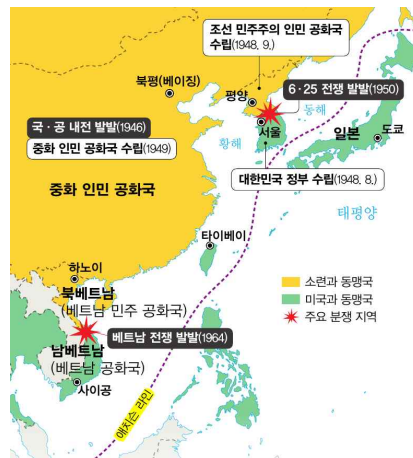 조선 민주주의 인민 공화국
수립(1948. 9.)
북평(베이징)
평양
6·25 전쟁 발발(1950)
동해
국·공 내전 발발(1946)
서울
일본
도쿄
황해
중화 인민 공화국 수립(1949)
대한민국 정부 수립(1948. 8.)
중화 인민 공화국
태평양
타이베이
하노이
북베트남
(베트남 민주 공화국)
소련과 동맹국
미국과 동맹국
주요 분쟁 지역
베트남 전쟁 발발(1964)
남베트남
(베트남 공화국)
사이공
애치슨 라인